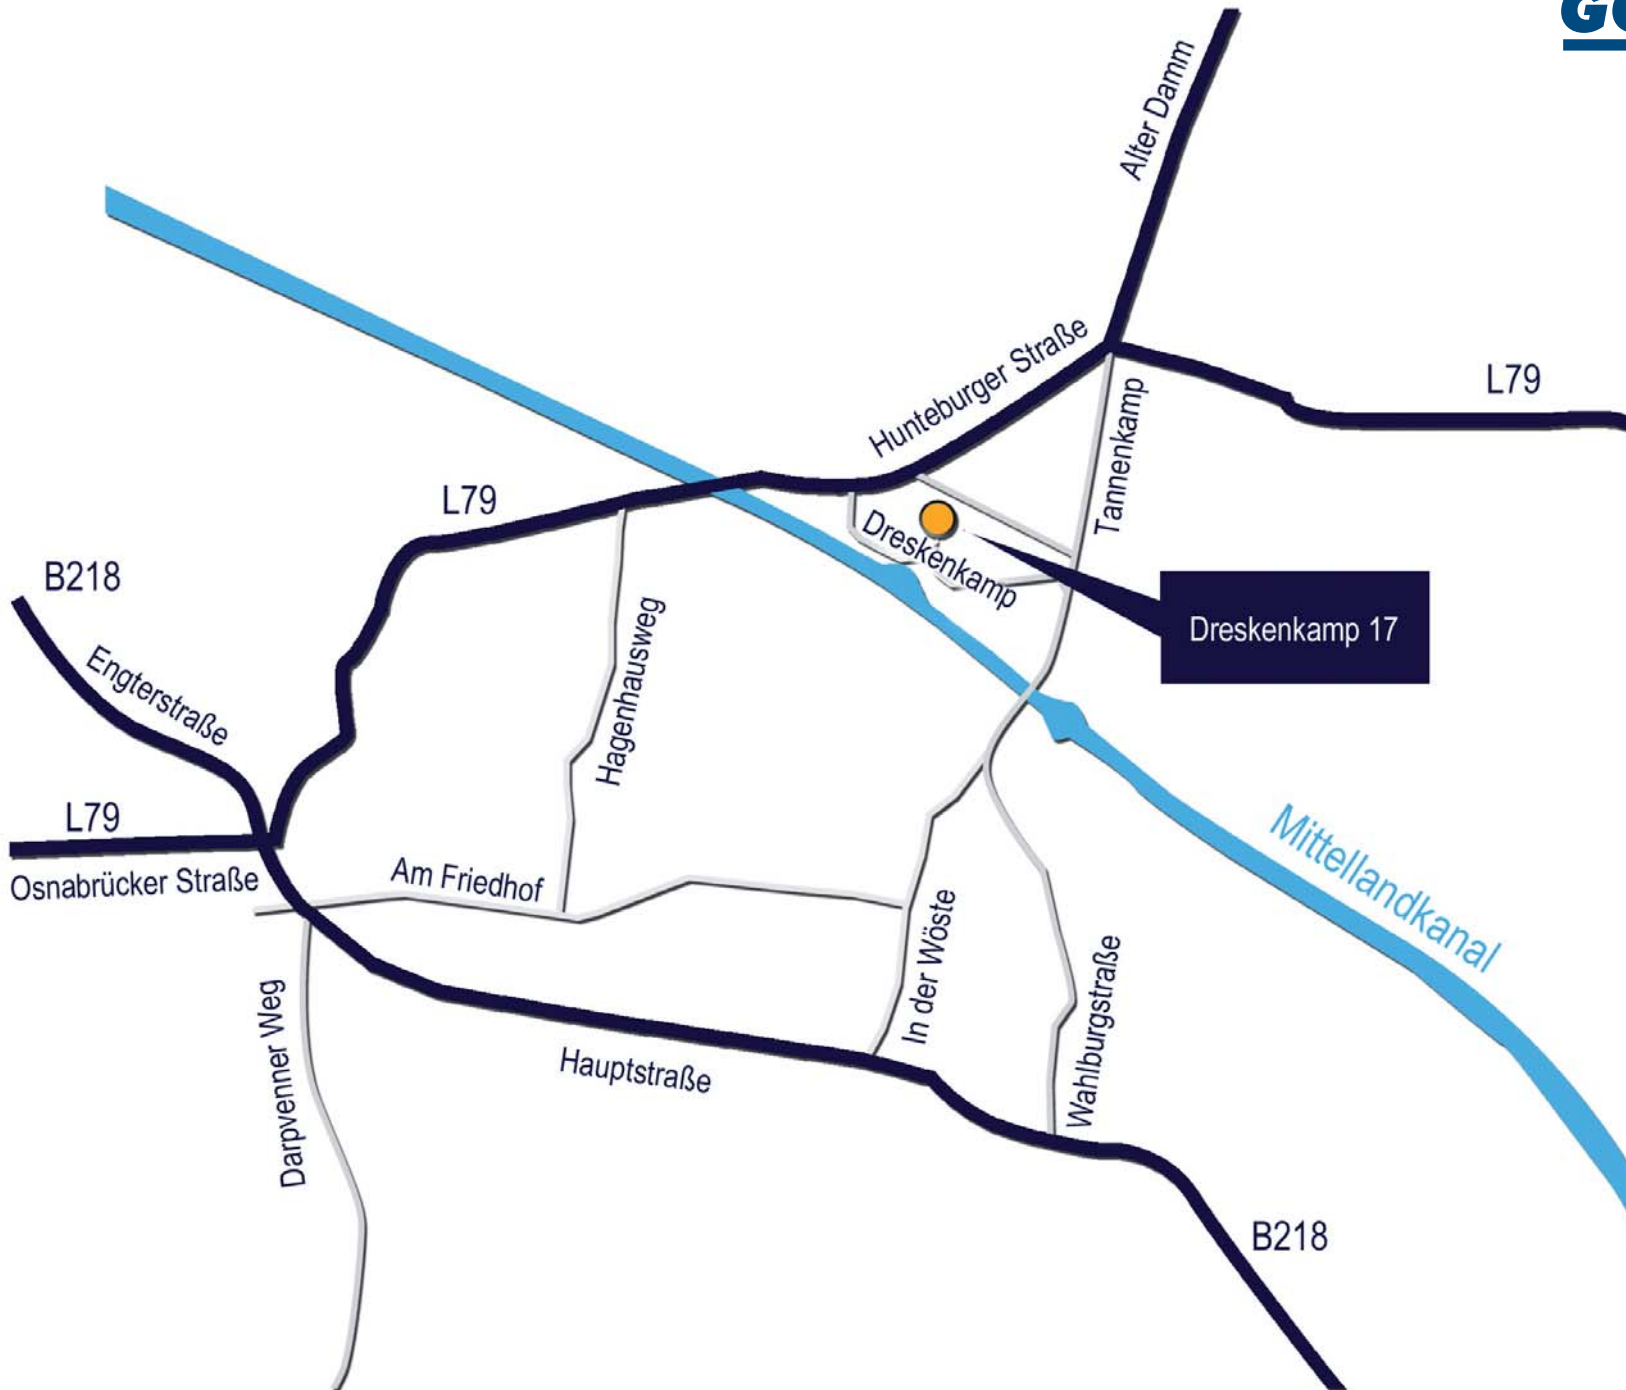 Alter Damm
Hunteburger Straße
L79
Tannenkamp
L79
Dreskenkamp
B218
Dreskenkamp 17
Engterstraße
Hagenhausweg
L79
Osnabrücker Straße
Am Friedhof
Mittellandkanal
In der Wöste
Wahlburgstraße
Darpvenner Weg
Hauptstraße
B218